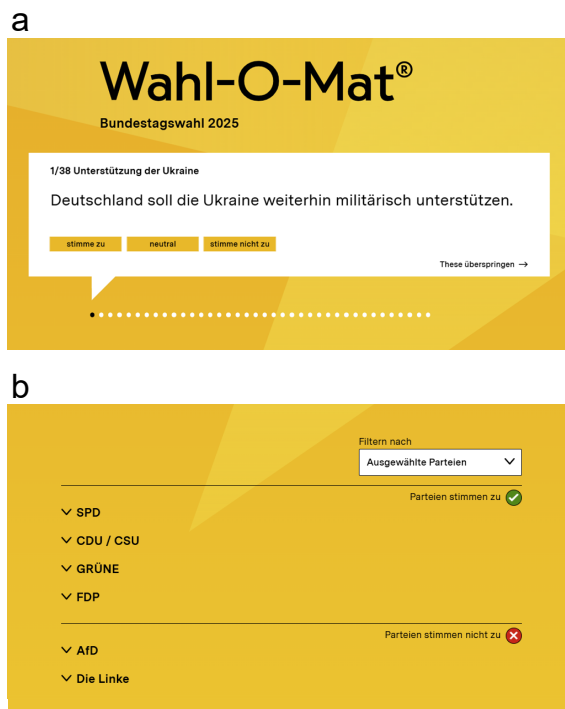 a
Wahl-O-Mat®
Bundestagswahl 2025
1/38 Unterstützung der Ukraine
Deutschland soll die Ukraine weiterhin militärisch unterstützen.
stimme zu neutral stimme nicht zu
These überspringen →
b
Filtern nach
Ausgewählte Parteien
Parteien stimmen zu
SPD
CDU / CSU
GRÜNE
FDP
Parteien stimmen nicht zu
AfD
Die Linke